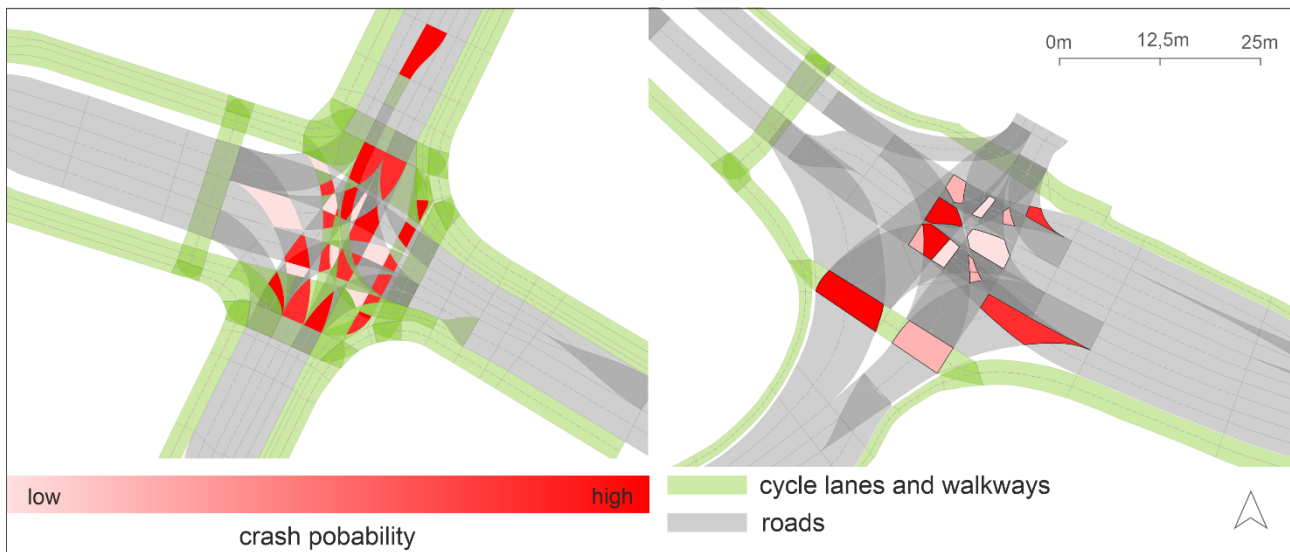 0m 12,5m 25m
low high
crash pobability
cycle lanes and walkways
roads